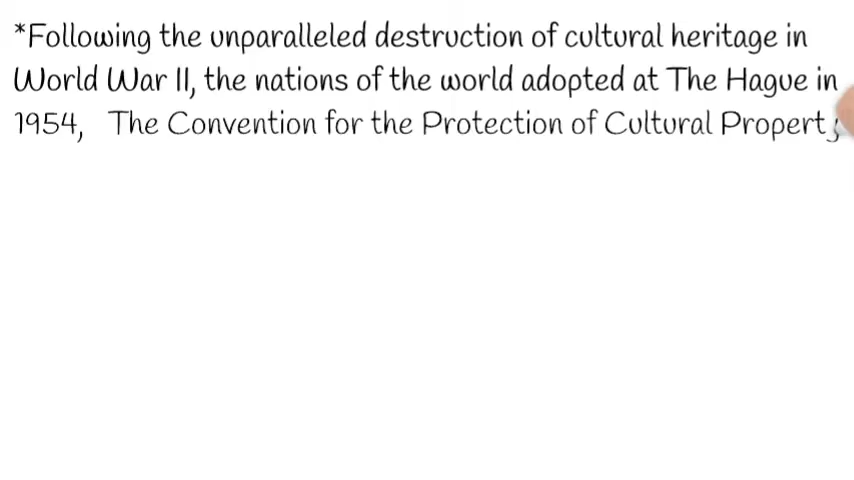 *Following the unparalleled destruction of cultural heritage in
World War II, the nations of the world adopted at The Hague in
1954, The Convention for the Protection of Cultural Property